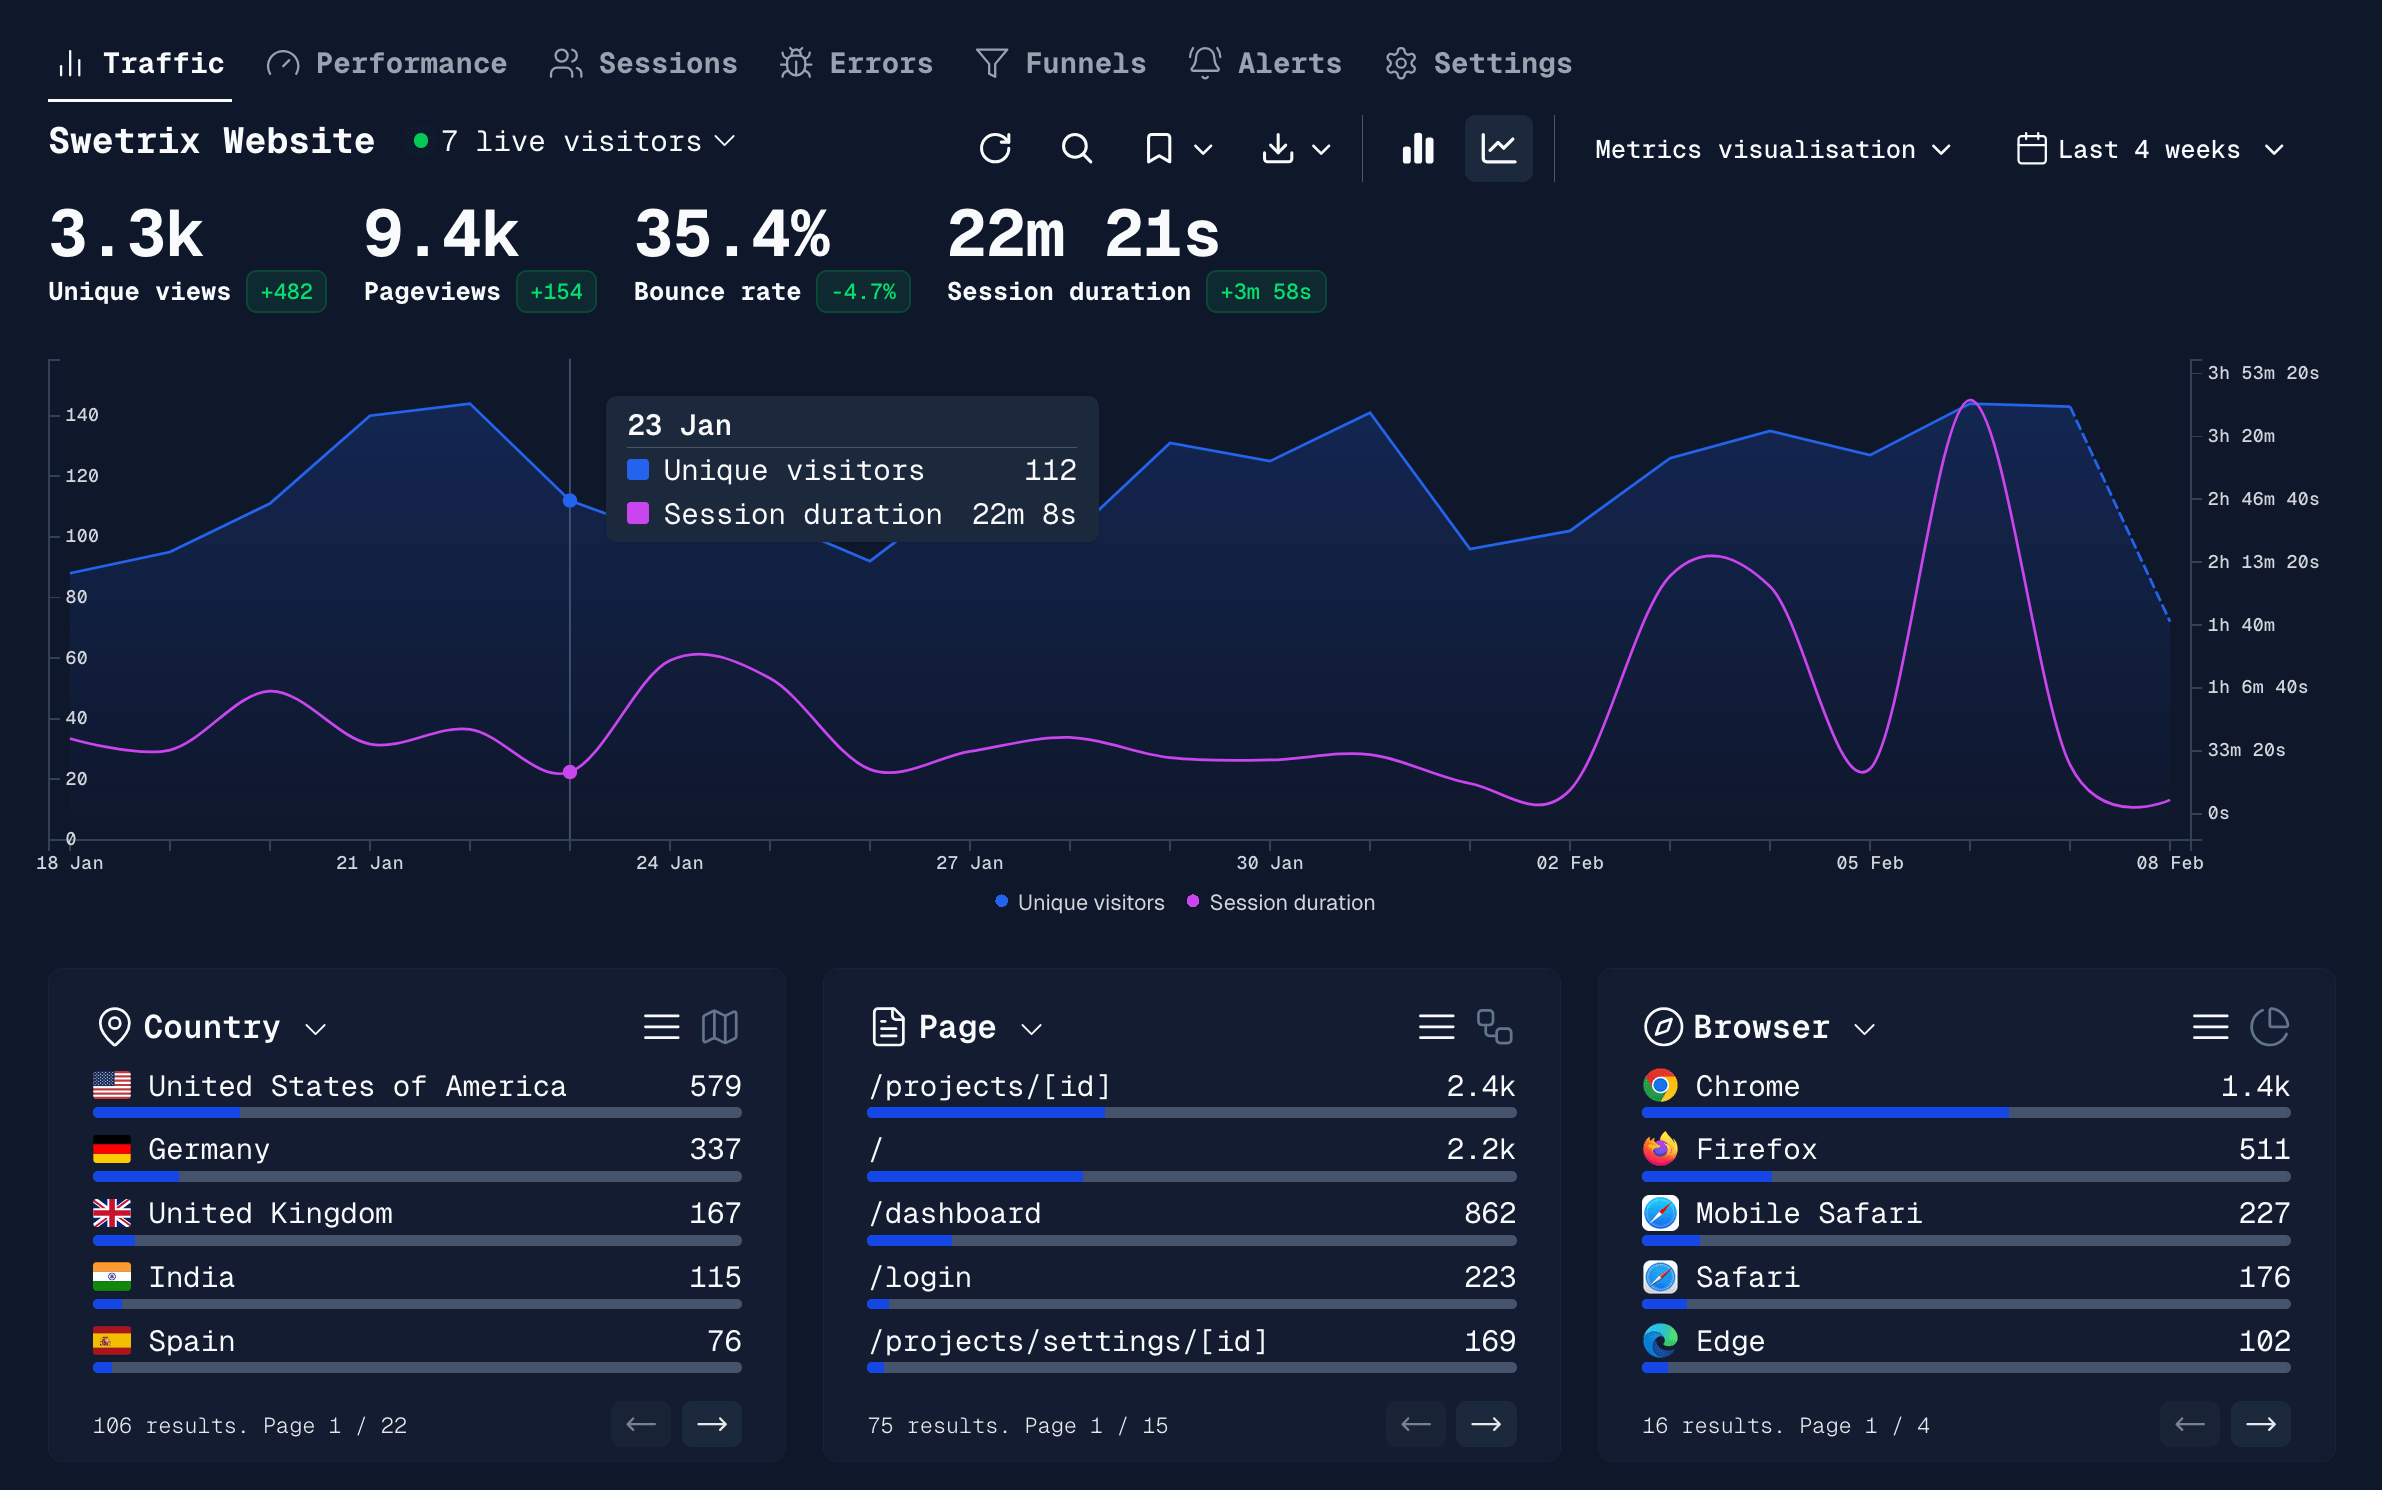 Traffic Performance Sessions Errors Funnels Alerts Settings
Swetrix Website 7 live visitors Metrics visualisation Last 4 weeks
3.3k 9.4k 35.4% 22m 21s
Unique views +482 Pageviews +154 Bounce rate -4.7% Session duration +3m 58s
140
120
100
80
60
40
20
0
23 Jan
Unique visitors 112
Session duration 22m 8s
3h 53m 20s
3h 20m
2h 46m 40s
2h 13m 20s
1h 40m
1h 6m 40s
33m 20s
0s
18 Jan 21 Jan 24 Jan 27 Jan 30 Jan 02 Feb 05 Feb 08 Feb
Unique visitors Session duration
Country
United States of America 579
Germany 337
United Kingdom 167
India 115
Spain 76
106 results. Page 1 / 22
Page
/projects/[id] 2.4k
/ 2.2k
/dashboard 862
/login 223
/projects/settings/[id] 169
75 results. Page 1 / 15
Browser
Chrome 1.4k
Firefox 511
Mobile Safari 227
Safari 176
Edge 102
16 results. Page 1 / 4